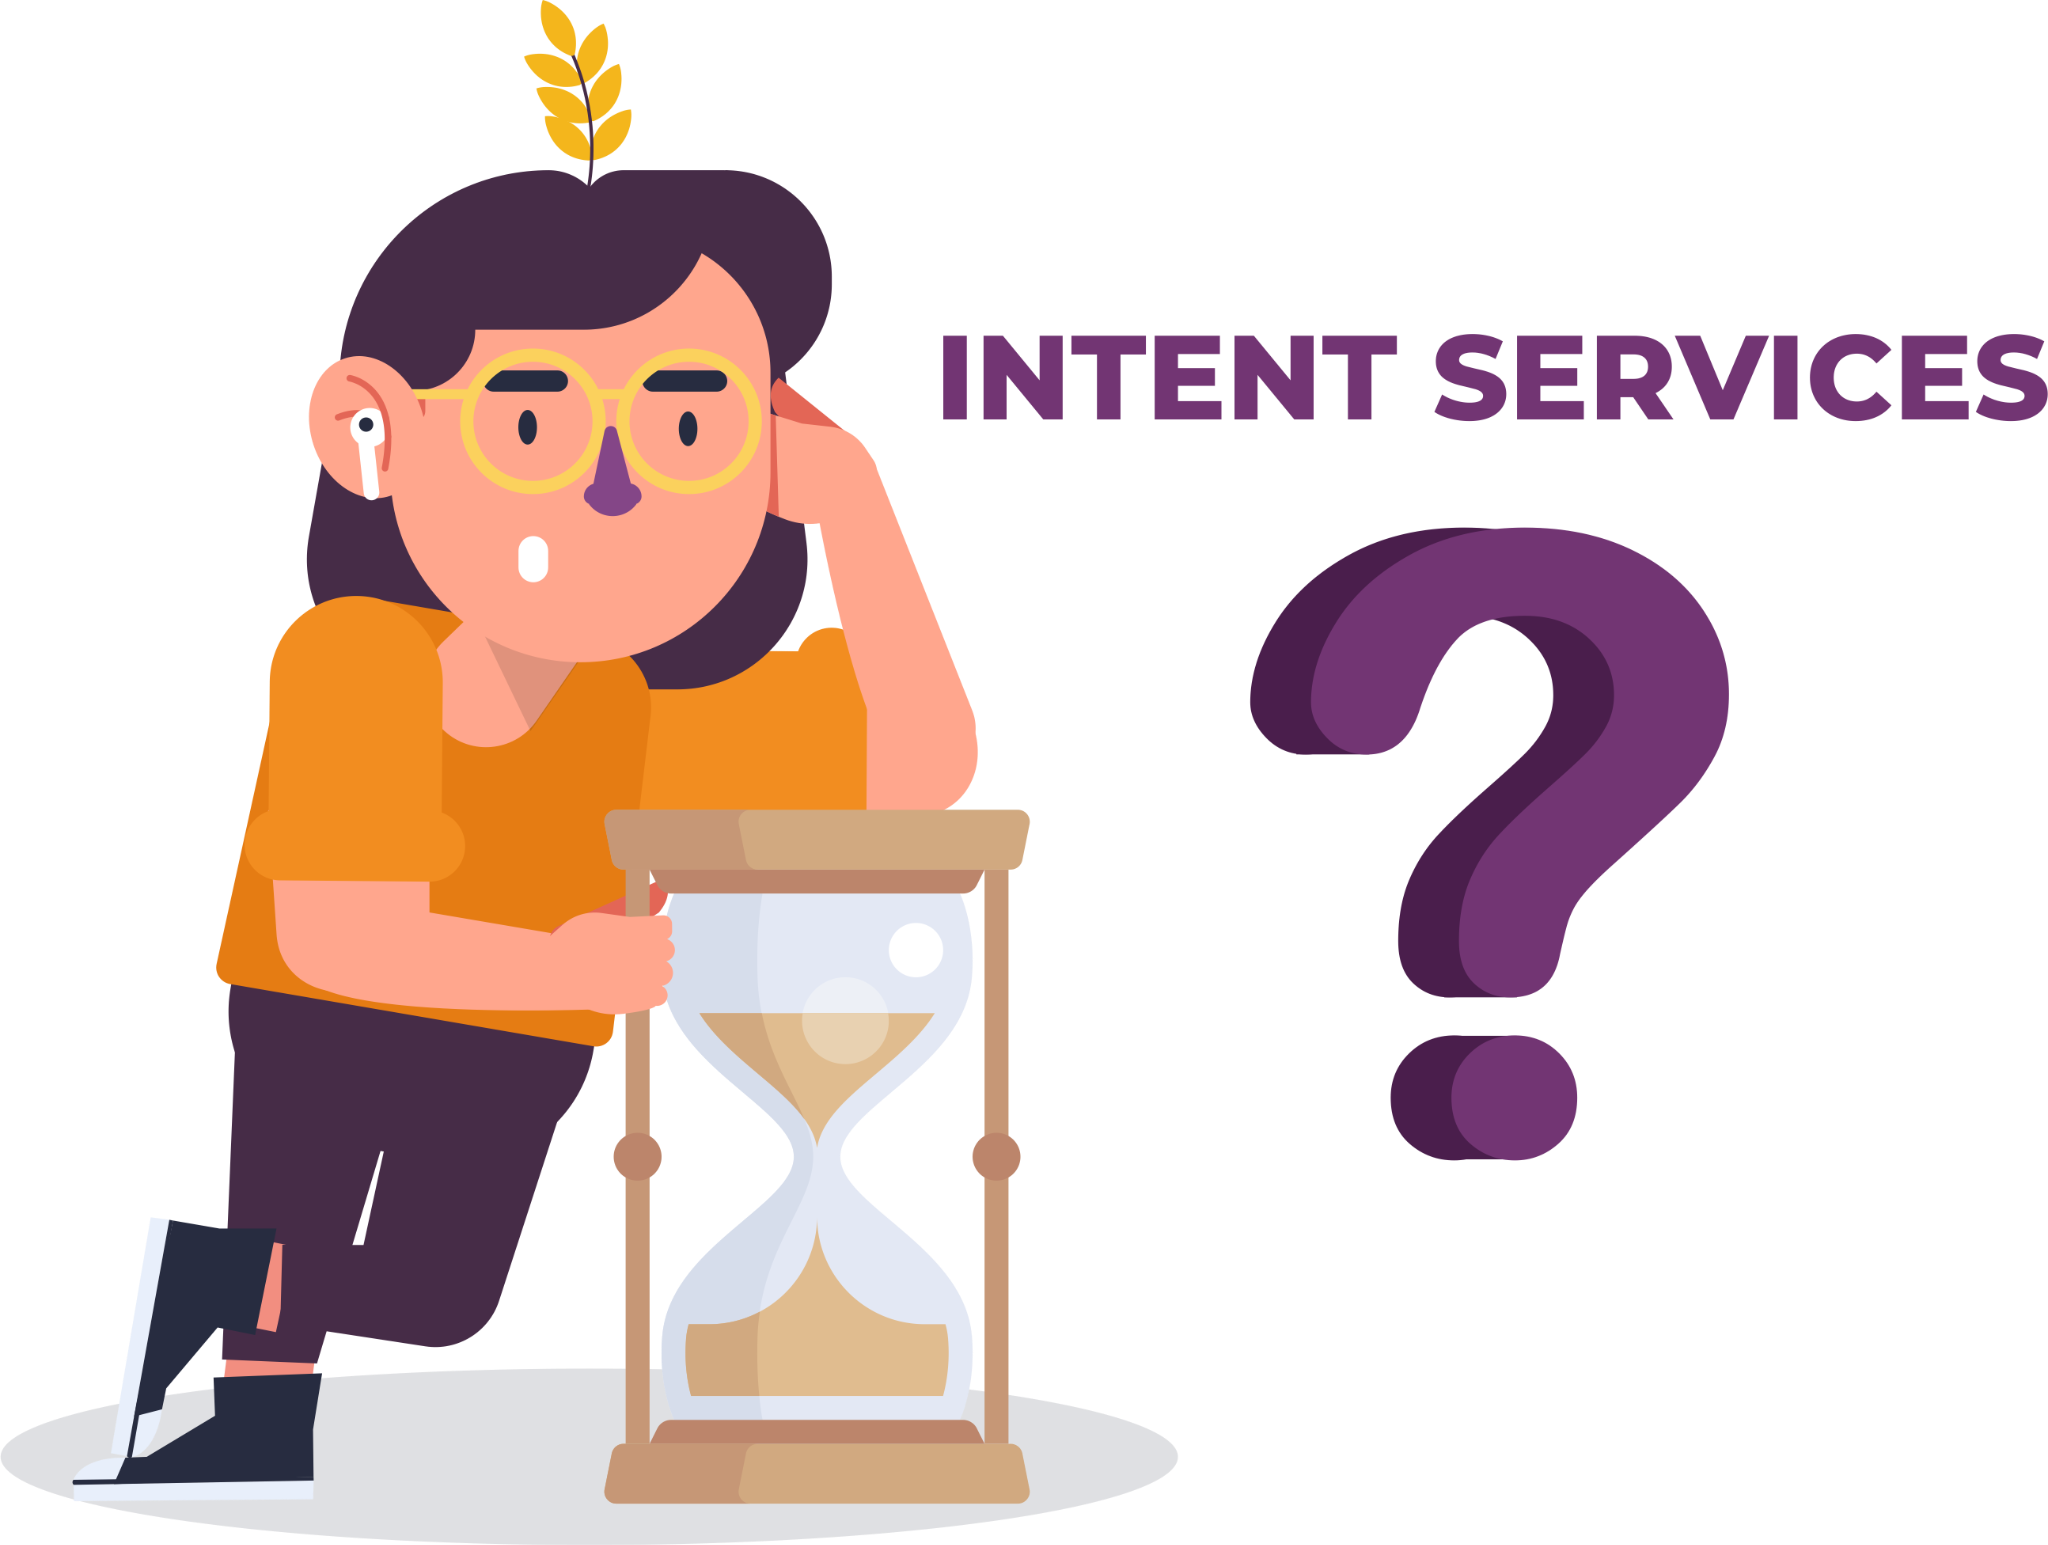 INTENT SERVICES
?